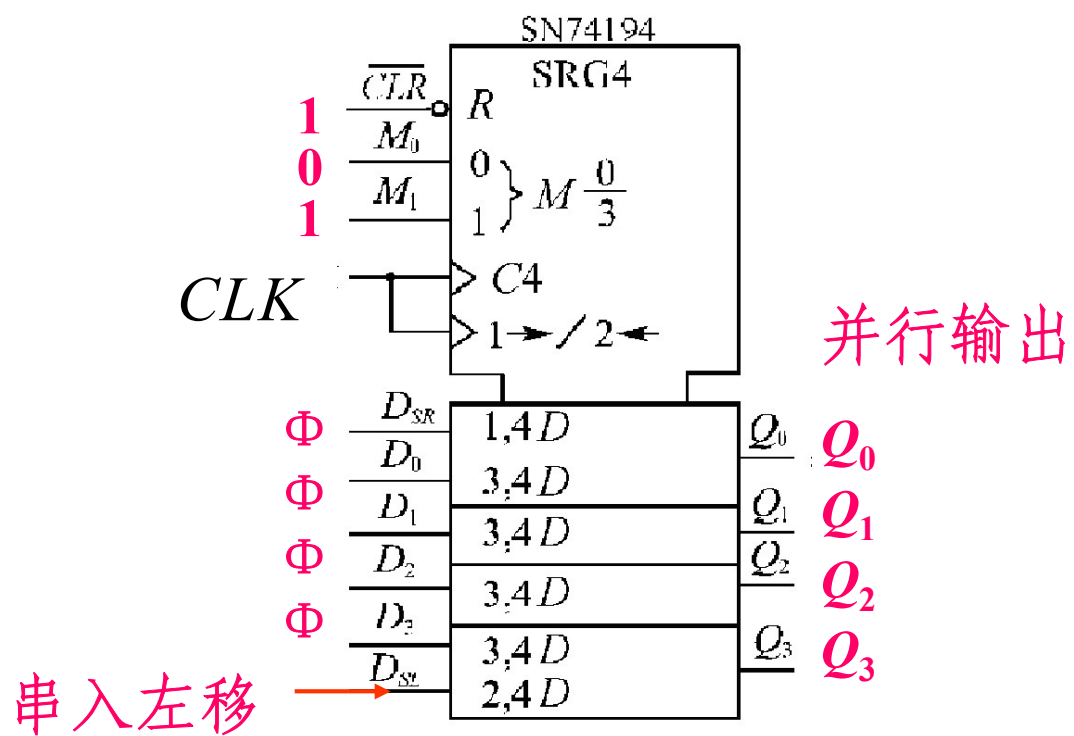 SN74194
SRG4
1 CLR̅ R
0 M₀ 0
1 M₁ 1
} M 0/3
CLK C4
1→/2←
并行输出
Φ D_SR 1,4D Q₀ Q₀
D₀ 3,4D
Φ D₁ 3,4D Q₁ Q₁
Φ D₂ 3,4D Q₂ Q₂
Φ D₃ 3,4D Q₃ Q₃
串入左移 D_SL 2,4D